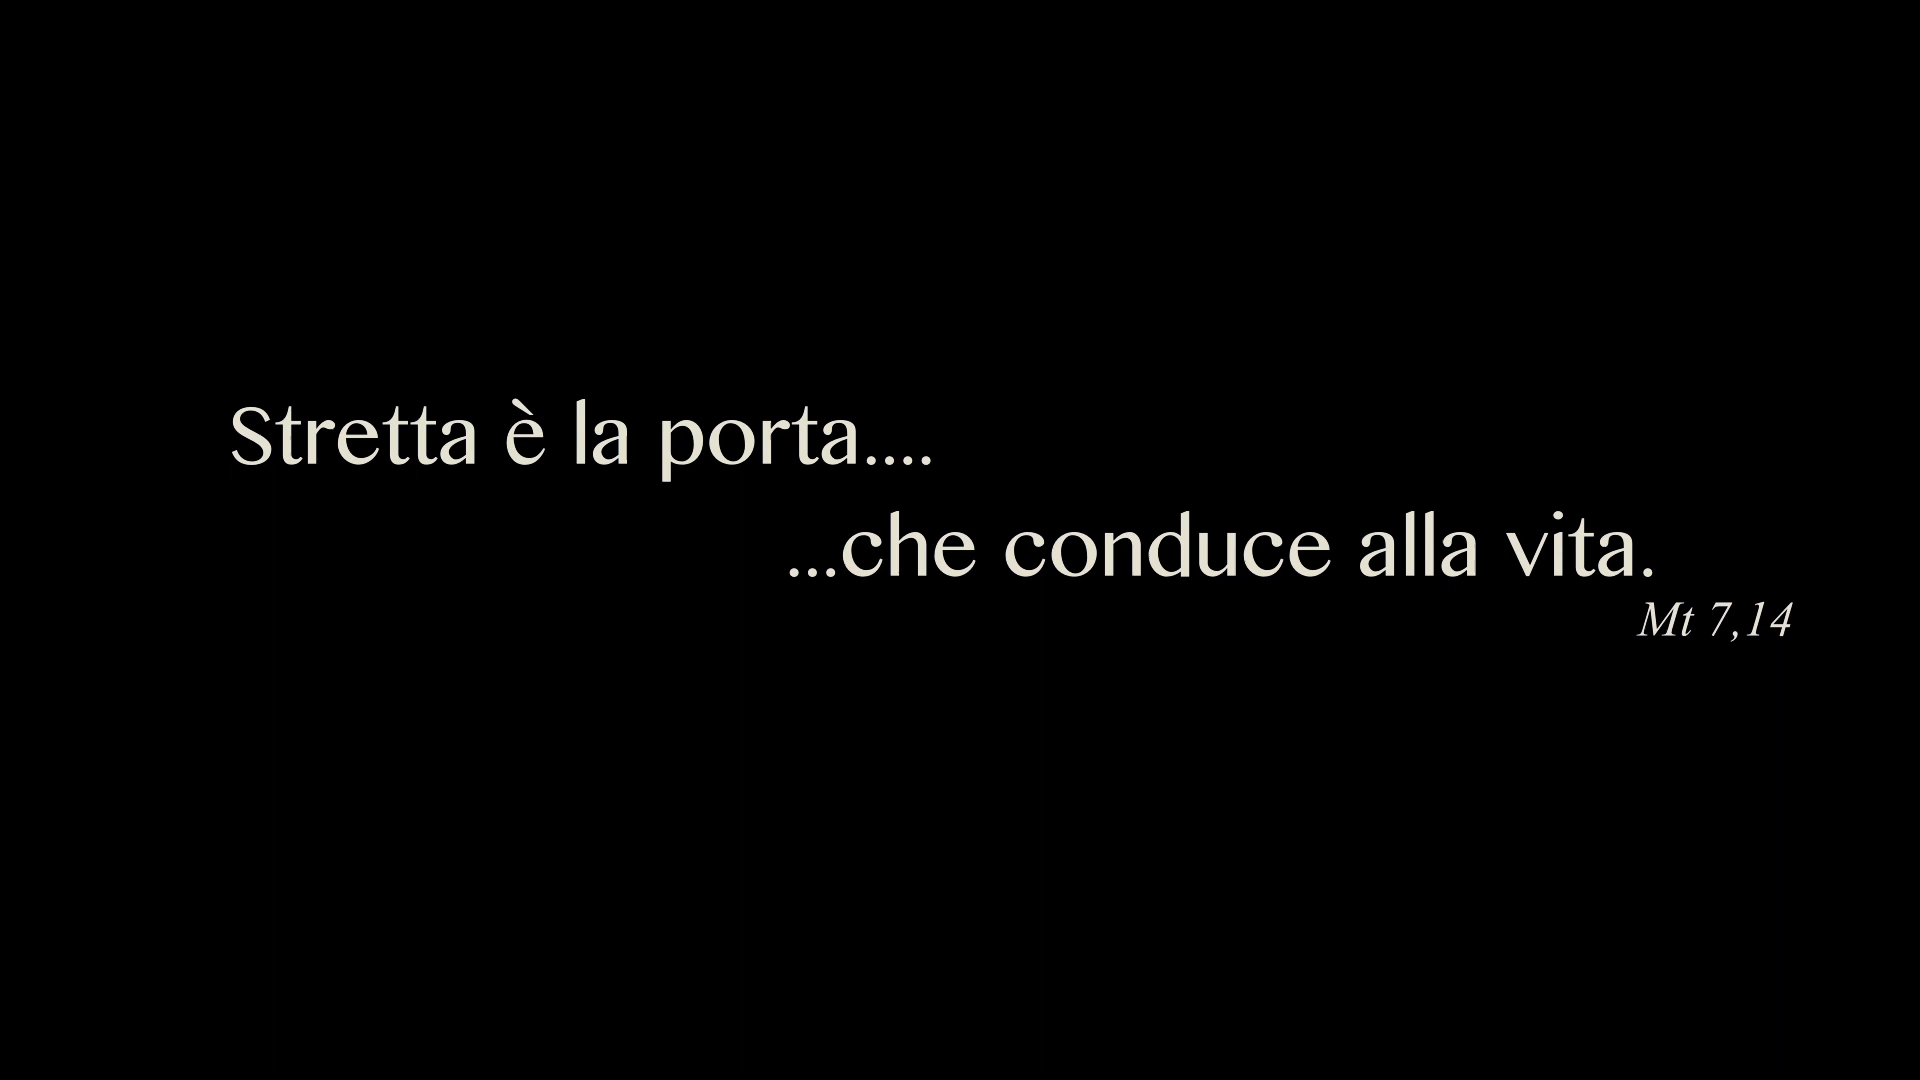 Stretta è la porta....
...che conduce alla vita.
Mt 7,14